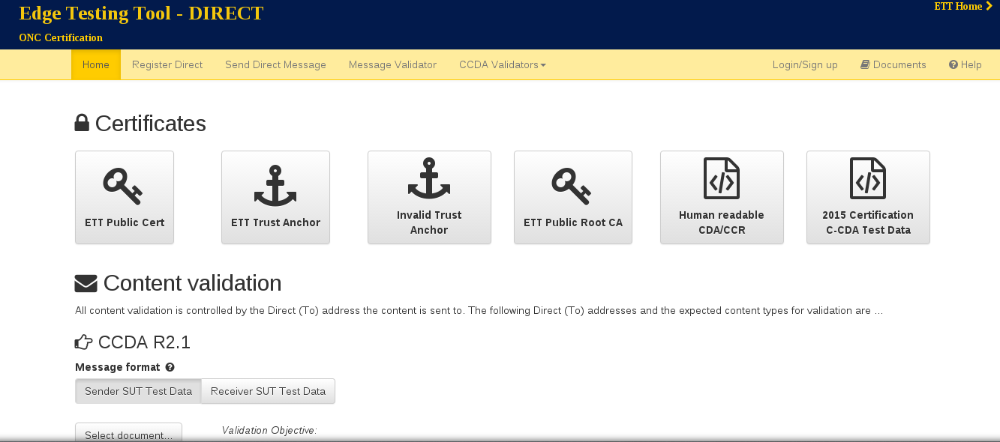 Edge Testing Tool - DIRECT
ETT Home
ONC Certification
Home Register Direct Send Direct Message Message Validator CCDA Validators Login/Sign up Documents Help
Certificates
ETT Public Cert
ETT Trust Anchor
Invalid Trust
Anchor
ETT Public Root CA
Human readable
CDA/CCR
2015 Certification
C-CDA Test Data
Content validation
All content validation is controlled by the Direct (To) address the content is sent to. The following Direct (To) addresses and the expected content types for validation are ...
CCDA R2.1
Message format
Sender SUT Test Data Receiver SUT Test Data
Select document...
Validation Objective: